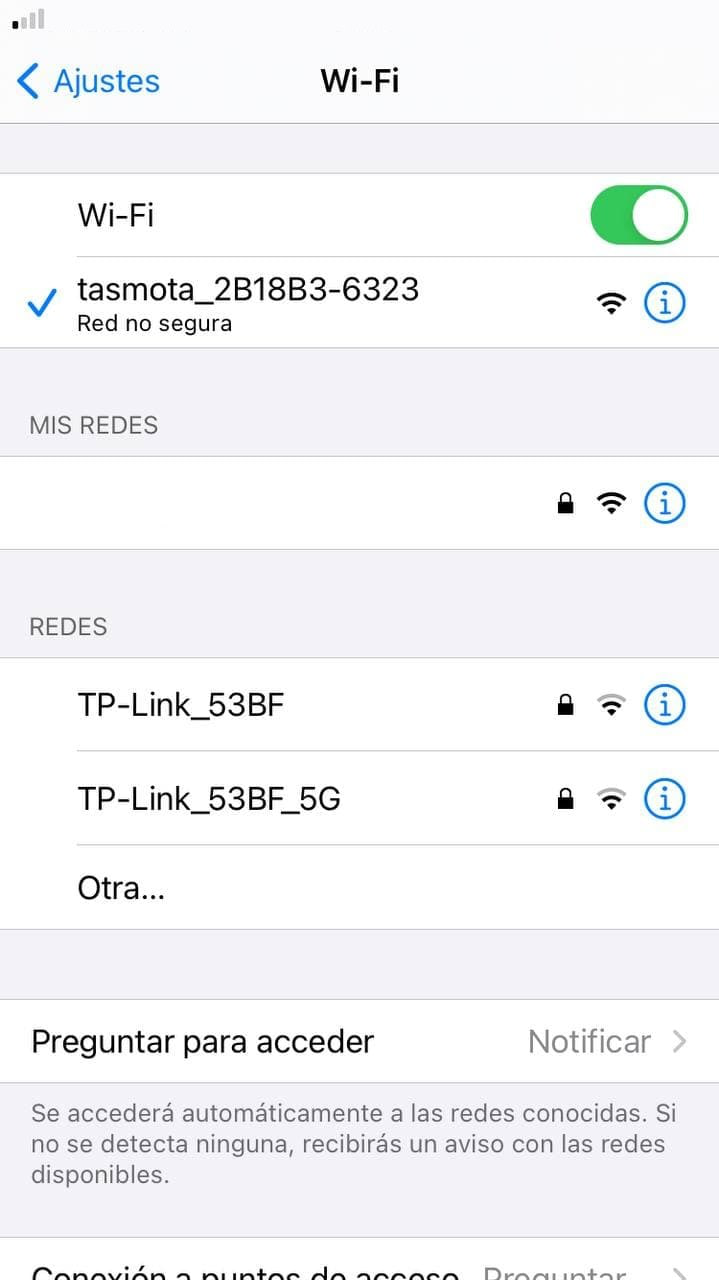 Ajustes
Wi-Fi
Wi-Fi
tasmota_2B18B3-6323
Red no segura
MIS REDES
REDES
TP-Link_53BF
TP-Link_53BF_5G
Otra...
Preguntar para acceder Notificar
Se accederá automáticamente a las redes conocidas. Si
no se detecta ninguna, recibirás un aviso con las redes
disponibles.
Conexión a puntos de acceso Preguntar